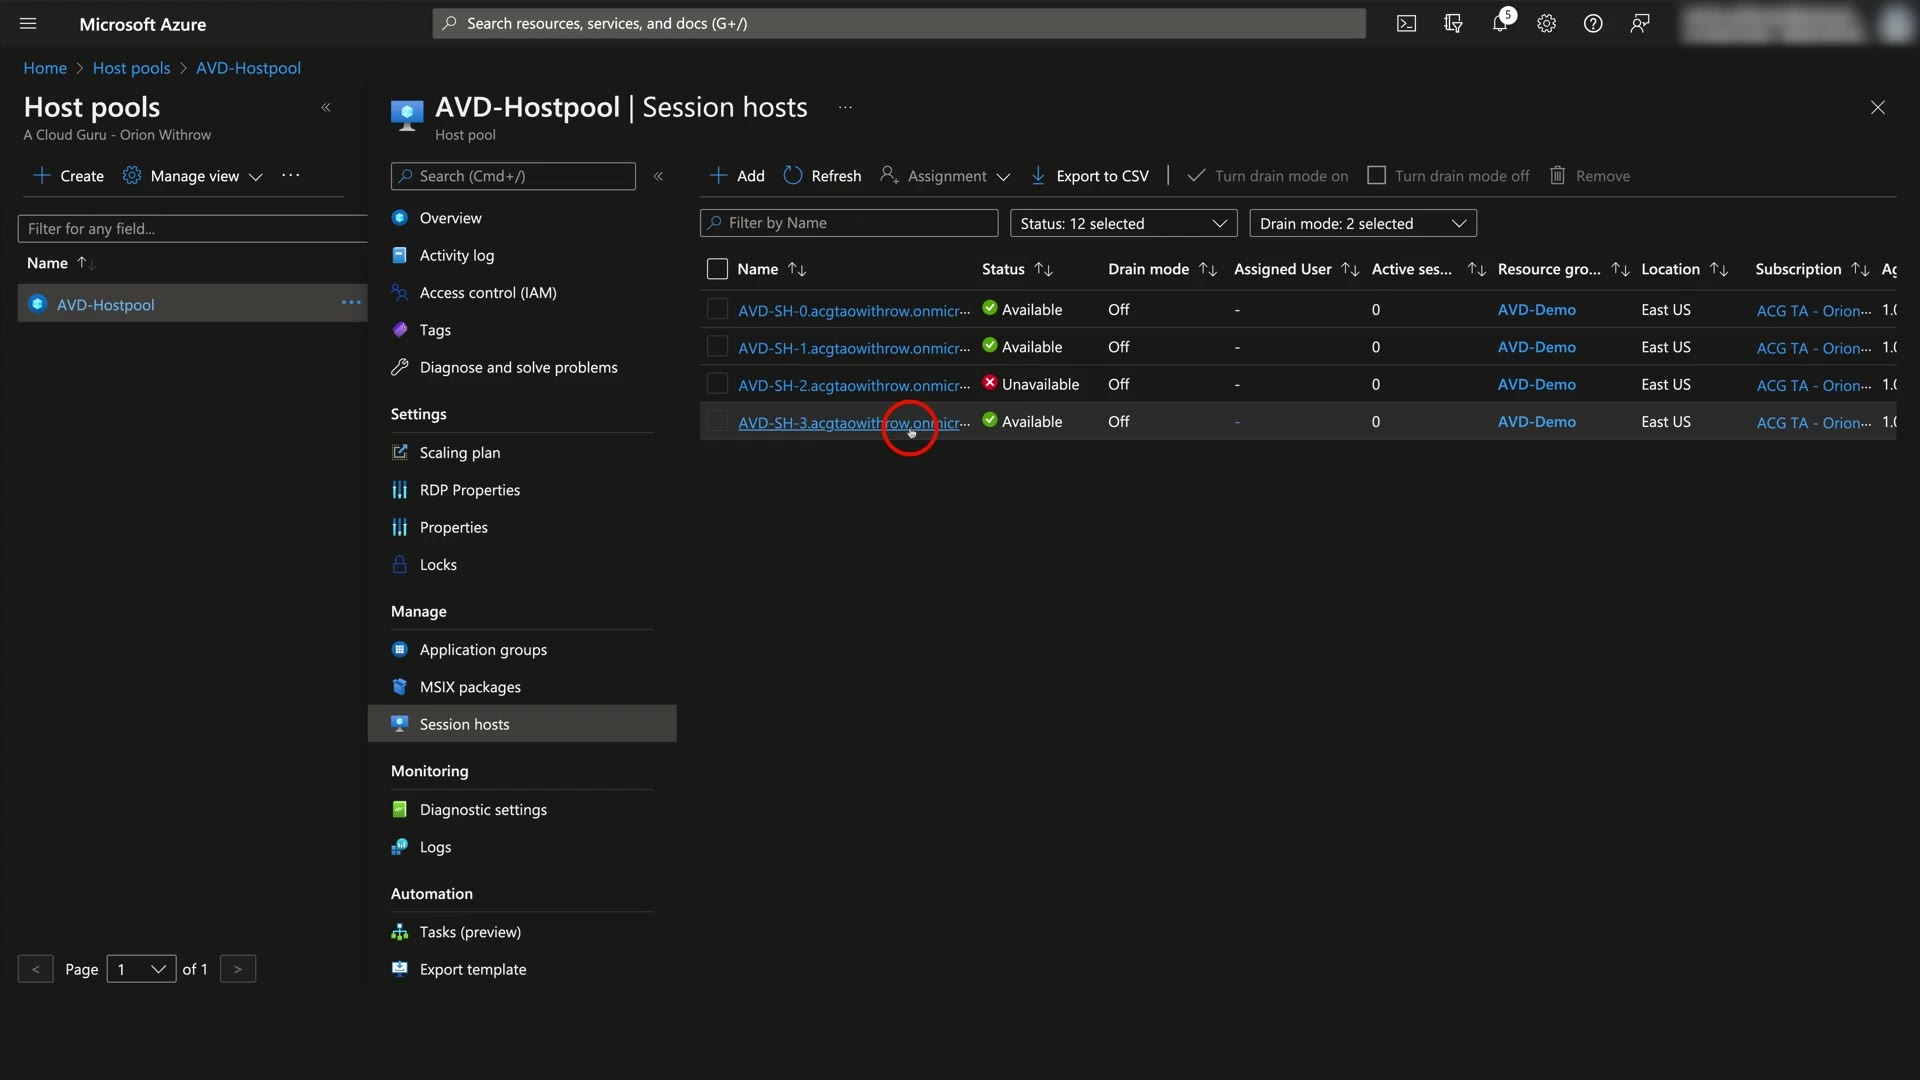 Microsoft Azure
Search resources, services, and docs (G+/)
5
Home > Host pools > AVD-Hostpool
Host pools
A Cloud Guru - Orion Withrow
Create
Manage view
Filter for any field...
Name
AVD-Hostpool
Page 1 of 1
AVD-Hostpool | Session hosts
Host pool
Search (Cmd+/)
Overview
Activity log
Access control (IAM)
Tags
Diagnose and solve problems
Settings
Scaling plan
RDP Properties
Properties
Locks
Manage
Application groups
MSIX packages
Session hosts
Monitoring
Diagnostic settings
Logs
Automation
Tasks (preview)
Export template
Add Refresh Assignment Export to CSV | Turn drain mode on Turn drain mode off Remove
Filter by Name
Status: 12 selected
Drain mode: 2 selected
Name Status Drain mode Assigned User Active ses... Resource gro... Location Subscription Ag
AVD-SH-0.acgtaowithrow.onmicr... Available Off - 0 AVD-Demo East US ACG TA - Orion... 1.0
AVD-SH-1.acgtaowithrow.onmicr... Available Off - 0 AVD-Demo East US ACG TA - Orion... 1.0
AVD-SH-2.acgtaowithrow.onmicr... Unavailable Off - 0 AVD-Demo East US ACG TA - Orion... 1.0
AVD-SH-3.acgtaowithrow.onmicr... Available Off - 0 AVD-Demo East US ACG TA - Orion... 1.0